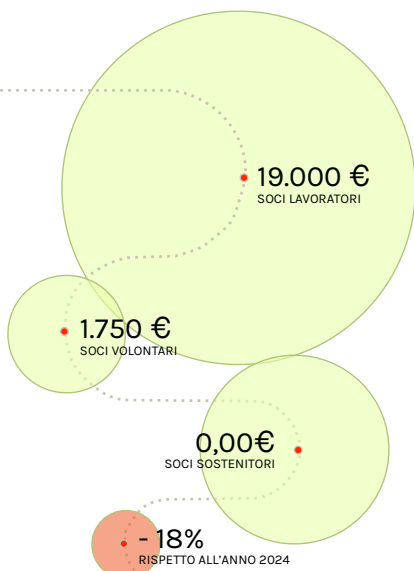 19.000 €
SOCI LAVORATORI
1.750 €
SOCI VOLONTARI
0,00€
SOCI SOSTENITORI
- 18%
RISPETTO ALL'ANNO 2024